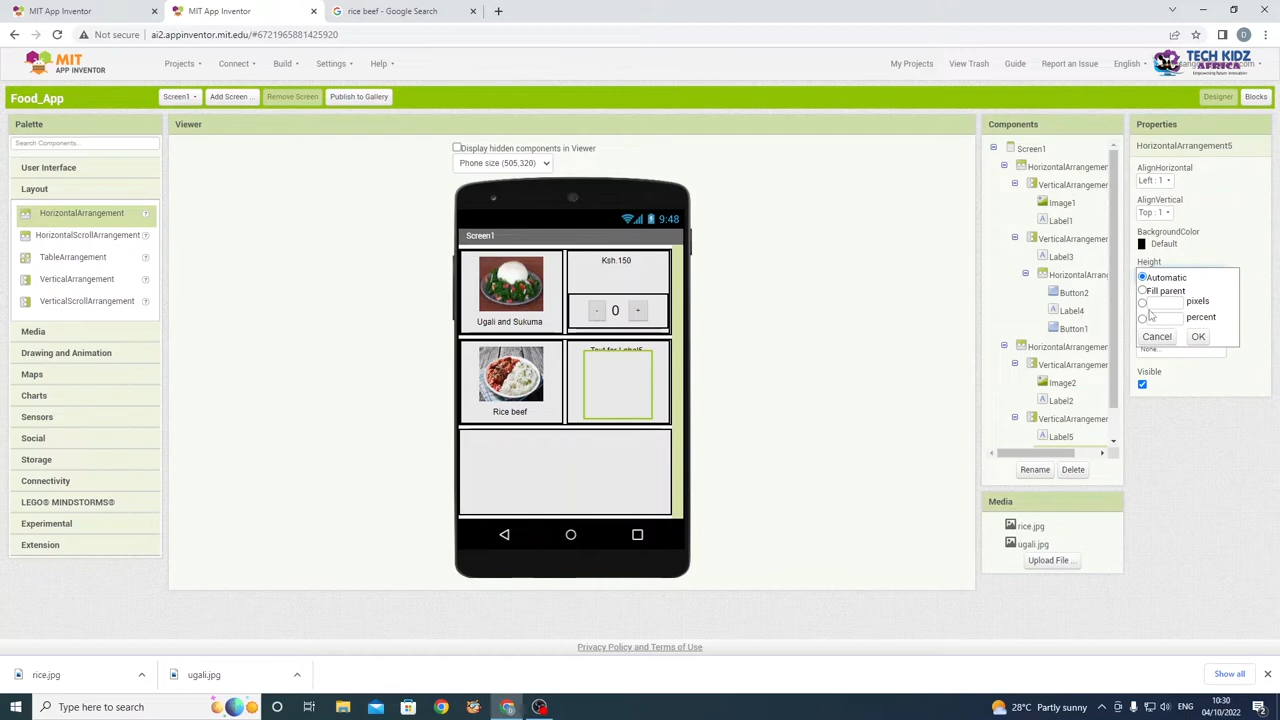 MIT App Inventor
MIT App Inventor
rice beef - Google Search
Not secure
ai2.appinventor.mit.edu/#6721965881425920
MIT
APP INVENTOR
Projects
Connect
Build
Settings
Help
My Projects
View Trash
Guide
Report an Issue
English
TECH KIDZ
AFRICA
Food_App
Screen1
Add Screen ...
Remove Screen
Publish to Gallery
Designer
Blocks
Palette
Viewer
Components
Properties
Search Components...
User Interface
Layout
HorizontalArrangement
HorizontalScrollArrangement
TableArrangement
VerticalArrangement
VerticalScrollArrangement
Media
Drawing and Animation
Maps
Charts
Sensors
Social
Storage
Connectivity
LEGO® MINDSTORMS®
Experimental
Extension
Display hidden components in Viewer
Phone size (505,320)
9:48
Screen1
Ksh.150
Ugali and Sukuma
-
0
+
Rice beef
Screen1
HorizontalArrangement
VerticalArrangement
Image1
Label1
VerticalArrangement
Label3
HorizontalArrang
Button2
Label4
Button1
HorizontalArrangement
VerticalArrangement
Image2
Label2
VerticalArrangement
Label5
Rename
Delete
Media
rice.jpg
ugali.jpg
Upload File ...
HorizontalArrangement5
AlignHorizontal
Left : 1
AlignVertical
Top : 1
BackgroundColor
Default
Height
Automatic
Fill parent
pixels
percent
Cancel
OK
None...
Visible
Privacy Policy and Terms of Use
rice.jpg
ugali.jpg
Show all
Type here to search
28°C Partly sunny
ENG
10:30
04/10/2022